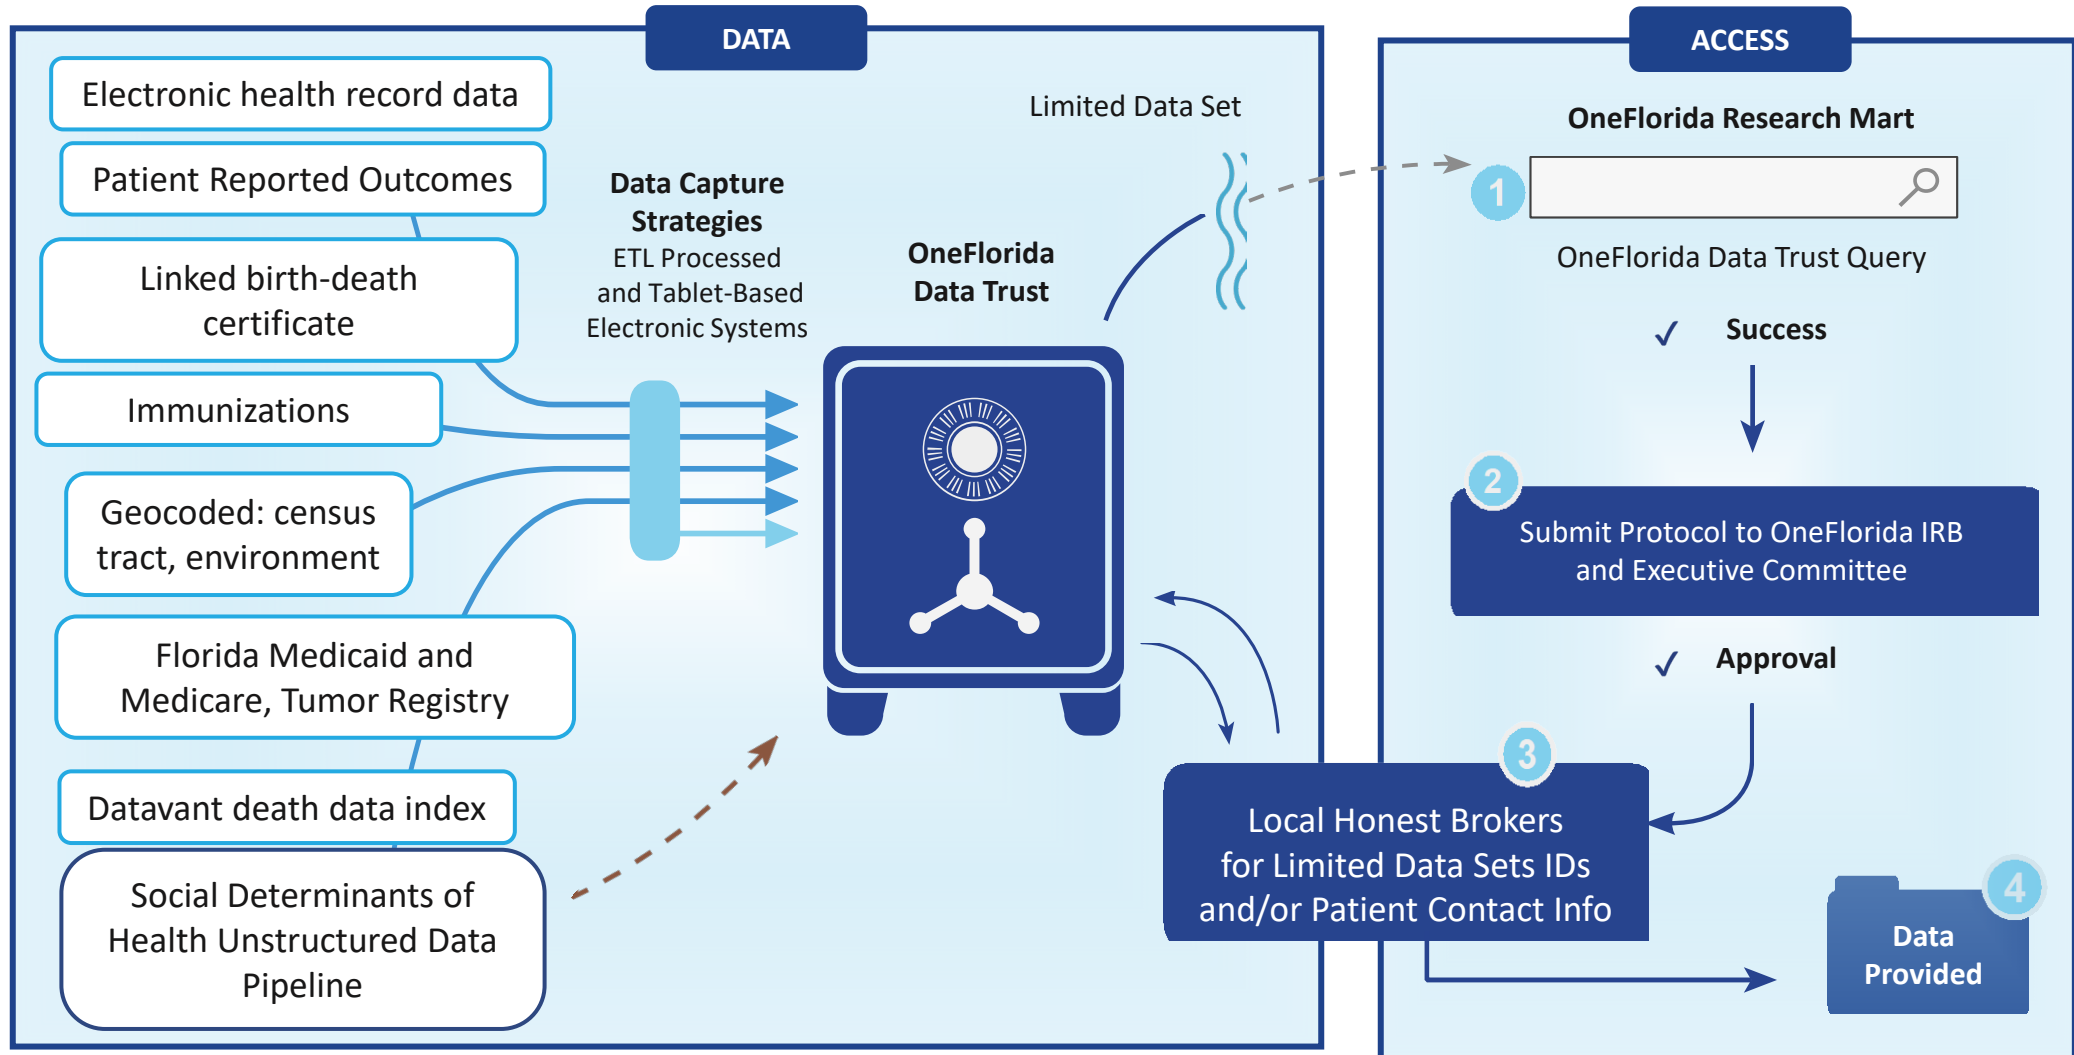 DATA
Electronic health record data
Patient Reported Outcomes
Linked birth-death
certificate
Immunizations
Geocoded: census
tract, environment
Florida Medicaid and
Medicare, Tumor Registry
Datavant death data index
Social Determinants of
Health Unstructured Data
Pipeline
Data Capture
Strategies
ETL Processed
and Tablet-Based
Electronic Systems
OneFlorida
Data Trust
Limited Data Set
ACCESS
OneFlorida Research Mart
1
OneFlorida Data Trust Query
✓ Success
2
Submit Protocol to OneFlorida IRB
and Executive Committee
✓ Approval
3
Local Honest Brokers
for Limited Data Sets IDs
and/or Patient Contact Info
4
Data
Provided